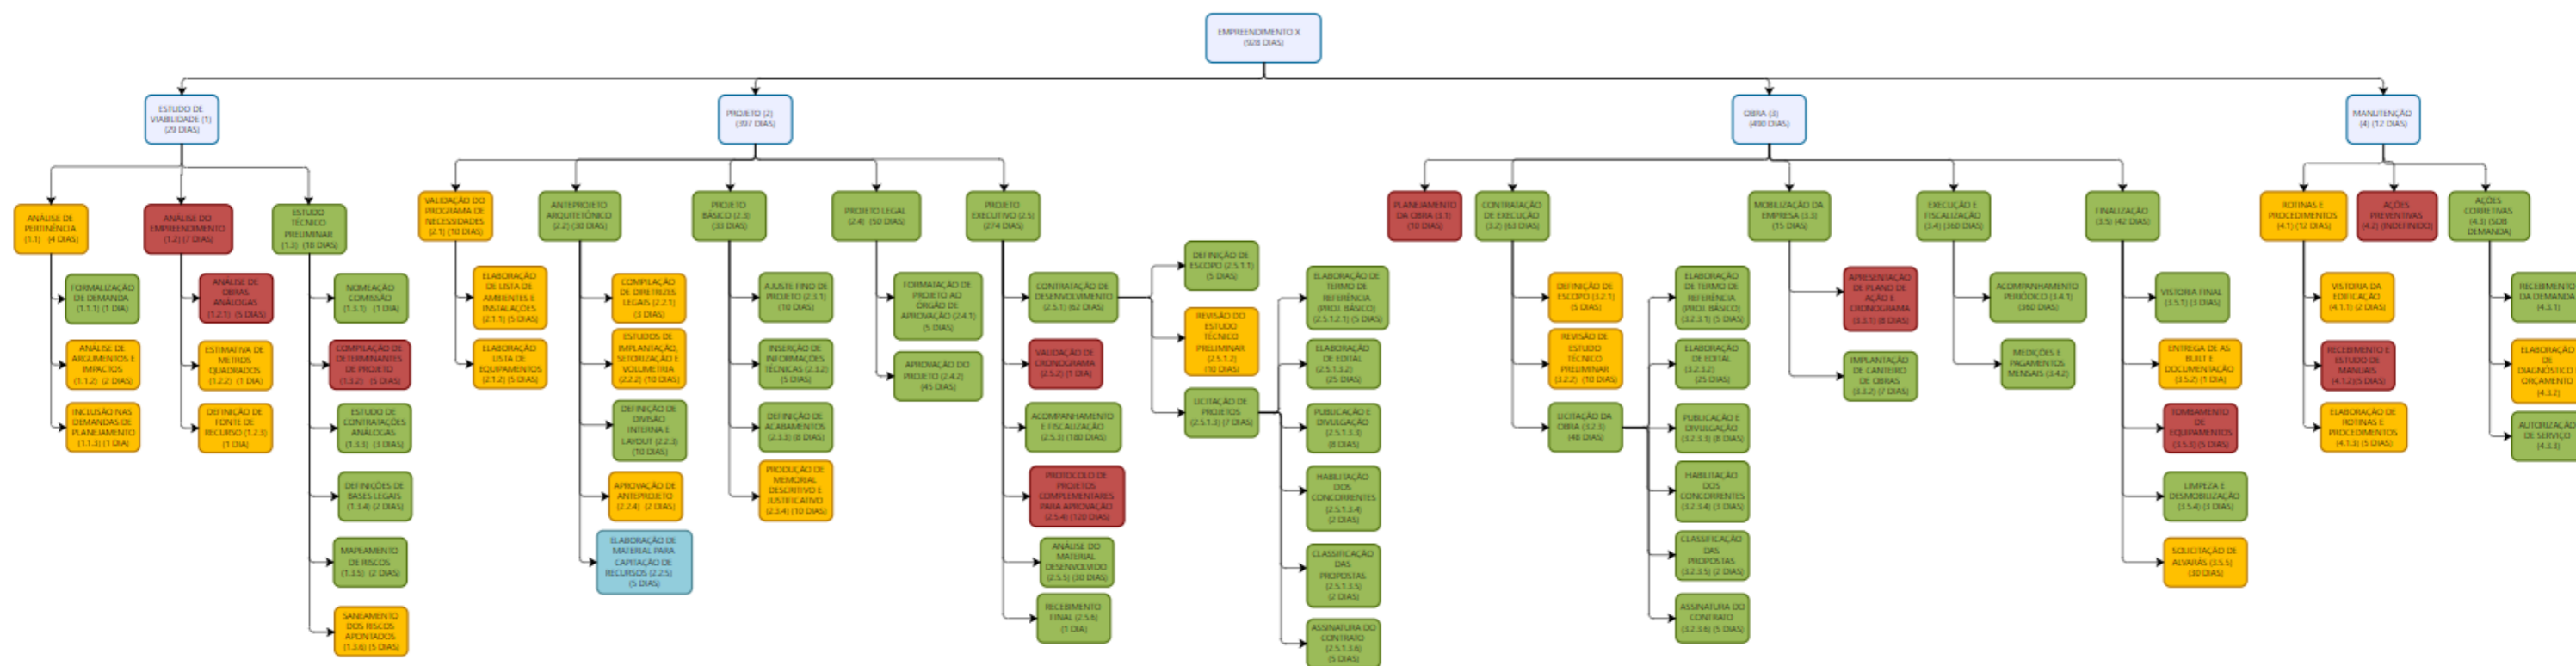 EMPREENDIMENTO X
(928 DIAS)
ESTUDO DE
VIABILIDADE (1)
(29 DIAS)
PROJETO (2)
(397 DIAS)
OBRA (3)
(490 DIAS)
MANUTENÇÃO
(4) (12 DIAS)
ANÁLISE DE
PERTINÊNCIA
(1.1) (4 DIAS)
FORMALIZAÇÃO
DE DEMANDA
(1.1.1) (1 DIA)
ANÁLISE DE
ARGUMENTOS E
IMPACTOS
(1.1.2) (2 DIAS)
INCLUSÃO NAS
DEMANDAS DE
PLANEJAMENTO
(1.1.3) (1 DIA)
ANÁLISE DO
EMPREENDIMENTO
(1.2) (7 DIAS)
ANÁLISE DE
OBRAS
ANÁLOGAS
(1.2.1) (5 DIAS)
ESTIMATIVA DE
METROS
QUADRADOS
(1.2.2) (1 DIA)
DEFINIÇÃO DE
FONTE DE
RECURSO (1.2.3)
(1 DIA)
ESTUDO
TÉCNICO
PRELIMINAR
(1.3) (18 DIAS)
NOMEAÇÃO
COMISSÃO
(1.3.1) (1 DIA)
COMPILAÇÃO DE
DETERMINANTES
DE PROJETO
(1.3.2) (5 DIAS)
ESTUDO DE
CONTRATAÇÕES
ANÁLOGAS
(1.3.3) (3 DIAS)
DEFINIÇÕES DE
BASES LEGAIS
(1.3.4) (2 DIAS)
MAPEAMENTO
DE RISCOS
(1.3.5) (2 DIAS)
SANEAMENTO
DOS RISCOS
APONTADOS
(1.3.6) (5 DIAS)
VALIDAÇÃO DO
PROGRAMA DE
NECESSIDADES
(2.1) (10 DIAS)
ELABORAÇÃO
DE LISTA DE
AMBIENTES E
INSTALAÇÕES
(2.1.1) (5 DIAS)
ELABORAÇÃO
LISTA DE
EQUIPAMENTOS
(2.1.2) (5 DIAS)
ANTEPROJETO
ARQUITETÔNICO
(2.2) (30 DIAS)
COMPILAÇÃO
DE DIRETRIZES
LEGAIS (2.2.1)
(3 DIAS)
ESTUDOS DE
IMPLANTAÇÃO,
SETORIZAÇÃO E
VOLUMETRIA
(2.2.2) (10 DIAS)
DEFINIÇÃO DE
DIVISÃO
INTERNA E
LAYOUT (2.2.3)
(10 DIAS)
APROVAÇÃO DE
ANTEPROJETO
(2.2.4) (2 DIAS)
ELABORAÇÃO DE
MATERIAL PARA
CAPITAÇÃO DE
RECURSOS (2.2.5)
(5 DIAS)
PROJETO
BÁSICO (2.3)
(33 DIAS)
AJUSTE FINO DE
PROJETO (2.3.1)
(10 DIAS)
INSERÇÃO DE
INFORMAÇÕES
TÉCNICAS (2.3.2)
(5 DIAS)
DEFINIÇÃO DE
ACABAMENTOS
(2.3.3) (8 DIAS)
PRODUÇÃO DE
MEMORIAL
DESCRITIVO E
JUSTIFICATIVO
(2.3.4) (10 DIAS)
PROJETO LEGAL
(2.4) (50 DIAS)
FORMATAÇÃO DE
PROJETO AO
ORGÃO DE
APROVAÇÃO (2.4.1)
(5 DIAS)
APROVAÇÃO DO
PROJETO (2.4.2)
(45 DIAS)
PROJETO
EXECUTIVO (2.5)
(274 DIAS)
CONTRATAÇÃO DE
DESENVOLVIMENTO
(2.5.1) (62 DIAS)
VALIDAÇÃO DE
CRONOGRAMA
(2.5.2) (1 DIA)
ACOMPANHAMENTO
E FISCALIZAÇÃO
(2.5.3) (180 DIAS)
PROTOCOLO DE
PROJETOS
COMPLEMENTARES
PARA APROVAÇÃO
(2.5.4) (120 DIAS)
ANÁLISE DO
MATERIAL
DESENVOLVIDO
(2.5.5) (30 DIAS)
RECEBIMENTO
FINAL (2.5.6)
(1 DIA)
DEFINIÇÃO DE
ESCOPO (2.5.1.1)
(5 DIAS)
REVISÃO DO
ESTUDO
TÉCNICO
PRELIMINAR
(2.5.1.2)
(10 DIAS)
LICITAÇÃO DE
PROJETOS
(2.5.1.3) (7 DIAS)
ELABORAÇÃO DE
TERMO DE
REFERÊNCIA
(PROJ. BÁSICO)
(2.5.1.2.1) (5 DIAS)
ELABORAÇÃO
DE EDITAL
(2.5.1.3.2)
(25 DIAS)
PUBLICAÇÃO E
DIVULGAÇÃO
(2.5.1.3.3)
(8 DIAS)
HABILITAÇÃO
DOS
CONCORRENTES
(2.5.1.3.4)
(2 DIAS)
CLASSIFICAÇÃO
DAS
PROPOSTAS
(2.5.1.3.5)
(2 DIAS)
ASSINATURA DO
CONTRATO
(2.5.1.3.6)
(5 DIAS)
PLANEJAMENTO
DA OBRA (3.1)
(10 DIAS)
CONTRATAÇÃO
DE EXECUÇÃO
(3.2) (63 DIAS)
DEFINIÇÃO DE
ESCOPO (3.2.1)
(5 DIAS)
REVISÃO DE
ESTUDO
TÉCNICO
PRELIMINAR
(3.2.2) (10 DIAS)
LICITAÇÃO DA
OBRA (3.2.3)
(48 DIAS)
ELABORAÇÃO
DE TERMO DE
REFERÊNCIA
(PROJ. BÁSICO)
(3.2.3.1) (5 DIAS)
ELABORAÇÃO
DE EDITAL
(3.2.3.2)
(25 DIAS)
PUBLICAÇÃO E
DIVULGAÇÃO
(3.2.3.3) (8 DIAS)
HABILITAÇÃO
DOS
CONCORRENTES
(3.2.3.4) (3 DIAS)
CLASSIFICAÇÃO
DAS
PROPOSTAS
(3.2.3.5) (2 DIAS)
ASSINATURA DO
CONTRATO
(3.2.3.6) (5 DIAS)
MOBILIZAÇÃO DA
EMPRESA (3.3)
(15 DIAS)
APRESENTAÇÃO
DE PLANO DE
AÇÃO E
CRONOGRAMA
(3.3.1) (8 DIAS)
IMPLANTAÇÃO
DE CANTEIRO
DE OBRAS
(3.3.2) (7 DIAS)
EXECUÇÃO E
FISCALIZAÇÃO
(3.4) (360 DIAS)
ACOMPANHAMENTO
PERIÓDICO (3.4.1)
(360 DIAS)
MEDIÇÕES E
PAGAMENTOS
MENSAIS (3.4.2)
FINALIZAÇÃO
(3.5) (42 DIAS)
VISTORIA FINAL
(3.5.1) (3 DIAS)
ENTREGA DE AS
BUILT E
DOCUMENTAÇÃO
(3.5.2) (1 DIA)
TOMBAMENTO
DE
EQUIPAMENTOS
(3.5.3) (5 DIAS)
LIMPEZA E
DESMOBILIZAÇÃO
(3.5.4) (3 DIAS)
SOLICITAÇÃO DE
ALVARÁS (3.5.5)
(30 DIAS)
ROTINAS E
PROCEDIMENTOS
(4.1) (12 DIAS)
VISTORIA DA
EDIFICAÇÃO
(4.1.1) (2 DIAS)
RECEBIMENTO E
ESTUDO DE
MANUAIS
(4.1.2)(5 DIAS)
ELABORAÇÃO DE
ROTINAS E
PROCEDIMENTOS
(4.1.3) (5 DIAS)
AÇÕES
PREVENTIVAS
(4.2) (INDEFINIDO)
AÇÕES
CORRETIVAS
(4.3) (SOB
DEMANDA)
RECEBIMENTO
DA DEMANDA
(4.3.1)
ELABORAÇÃO
DE
DIAGNÓSTICO
ORÇAMENTO
(4.3.2)
AUTORIZAÇÃO
DE SERVIÇO
(4.3.3)